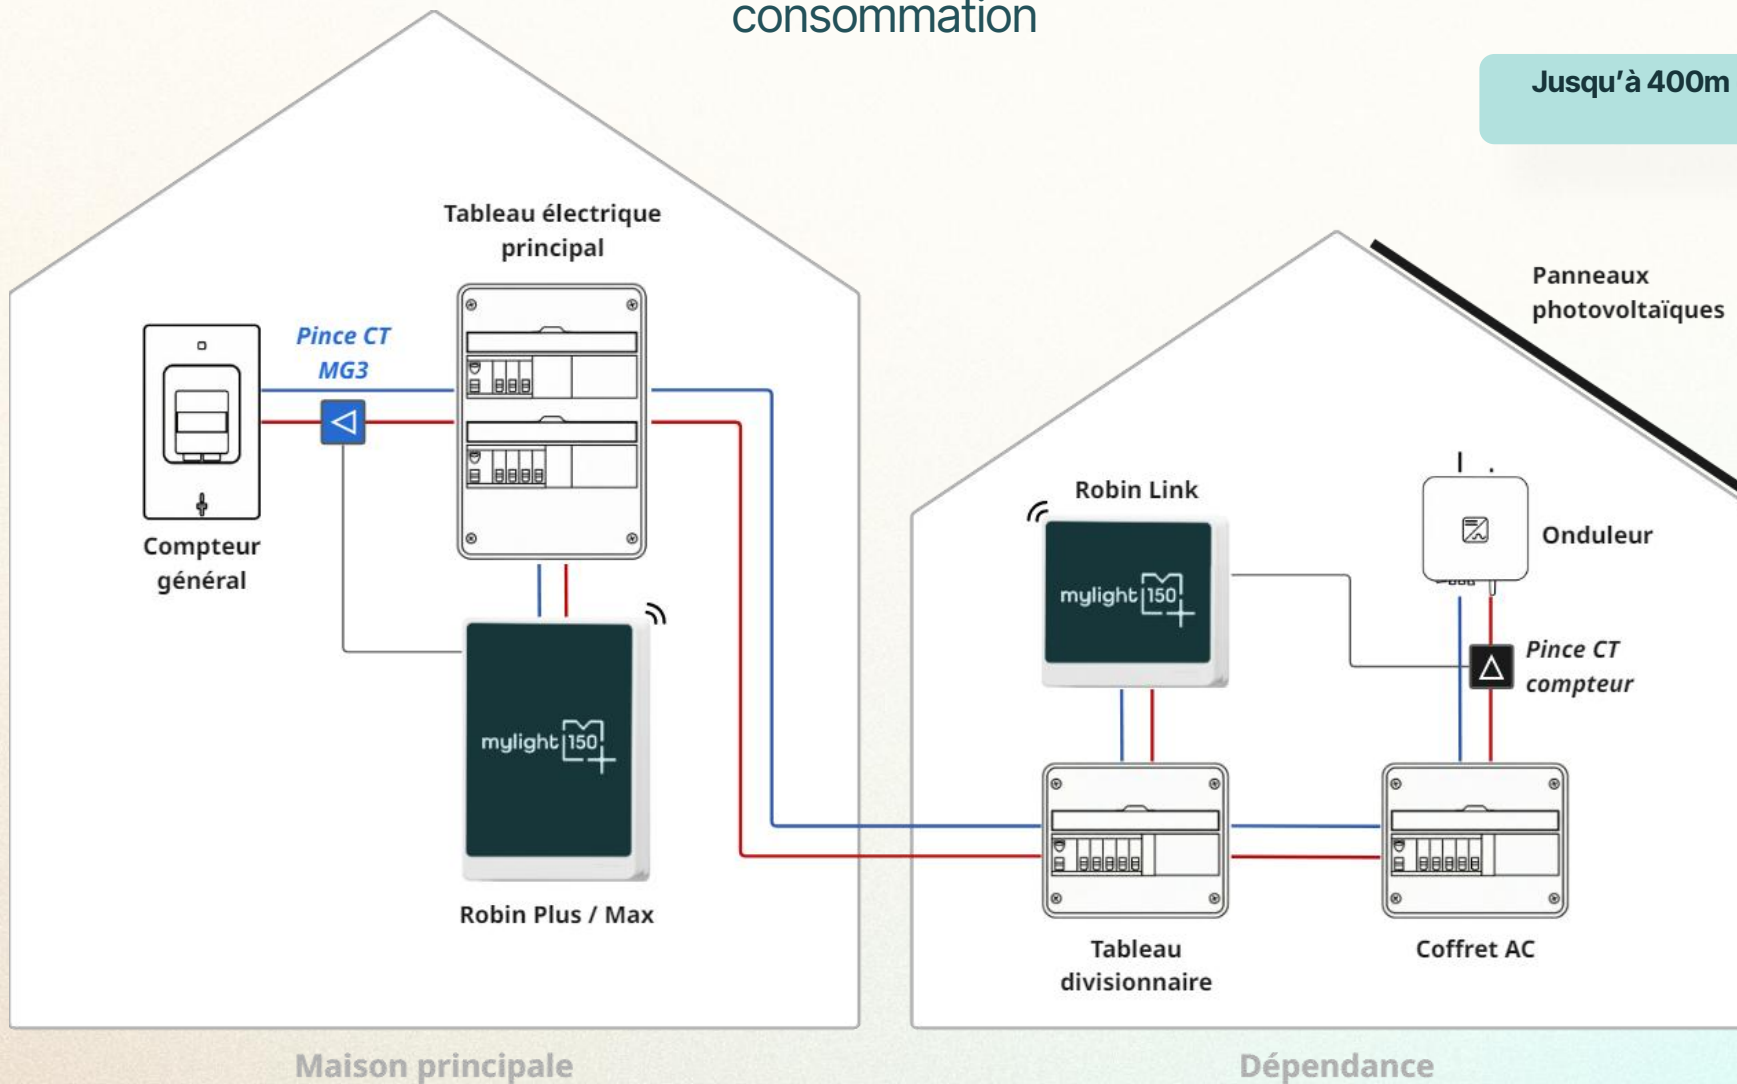 consommation
Jusqu'à 400m
Tableau électrique
principal
Pince CT
MG3
Compteur
général
mylight 150
Robin Plus / Max
Maison principale
Panneaux
photovoltaïques
Robin Link
mylight 150
Onduleur
Pince CT
compteur
Tableau
divisionnaire
Coffret AC
Dépendance